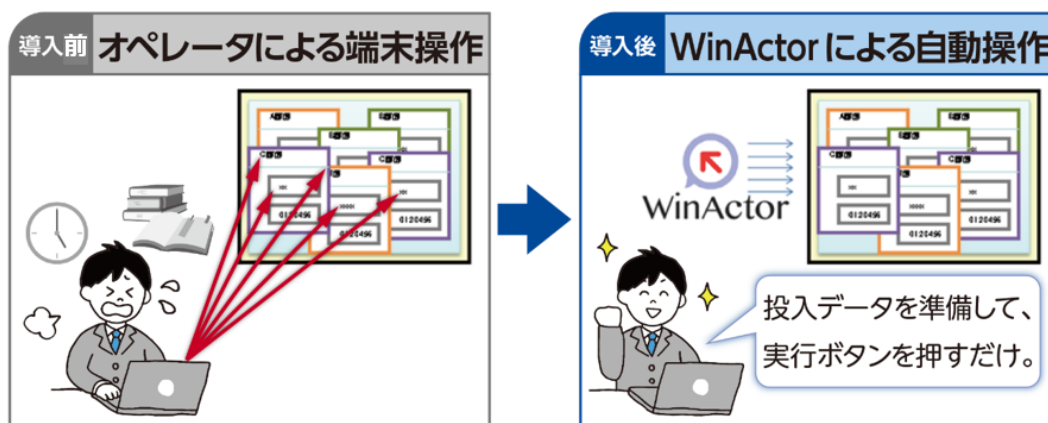 導入前 オペレータによる端末操作
導入後 WinActorによる自動操作
WinActor
投入データを準備して、
実行ボタンを押すだけ。